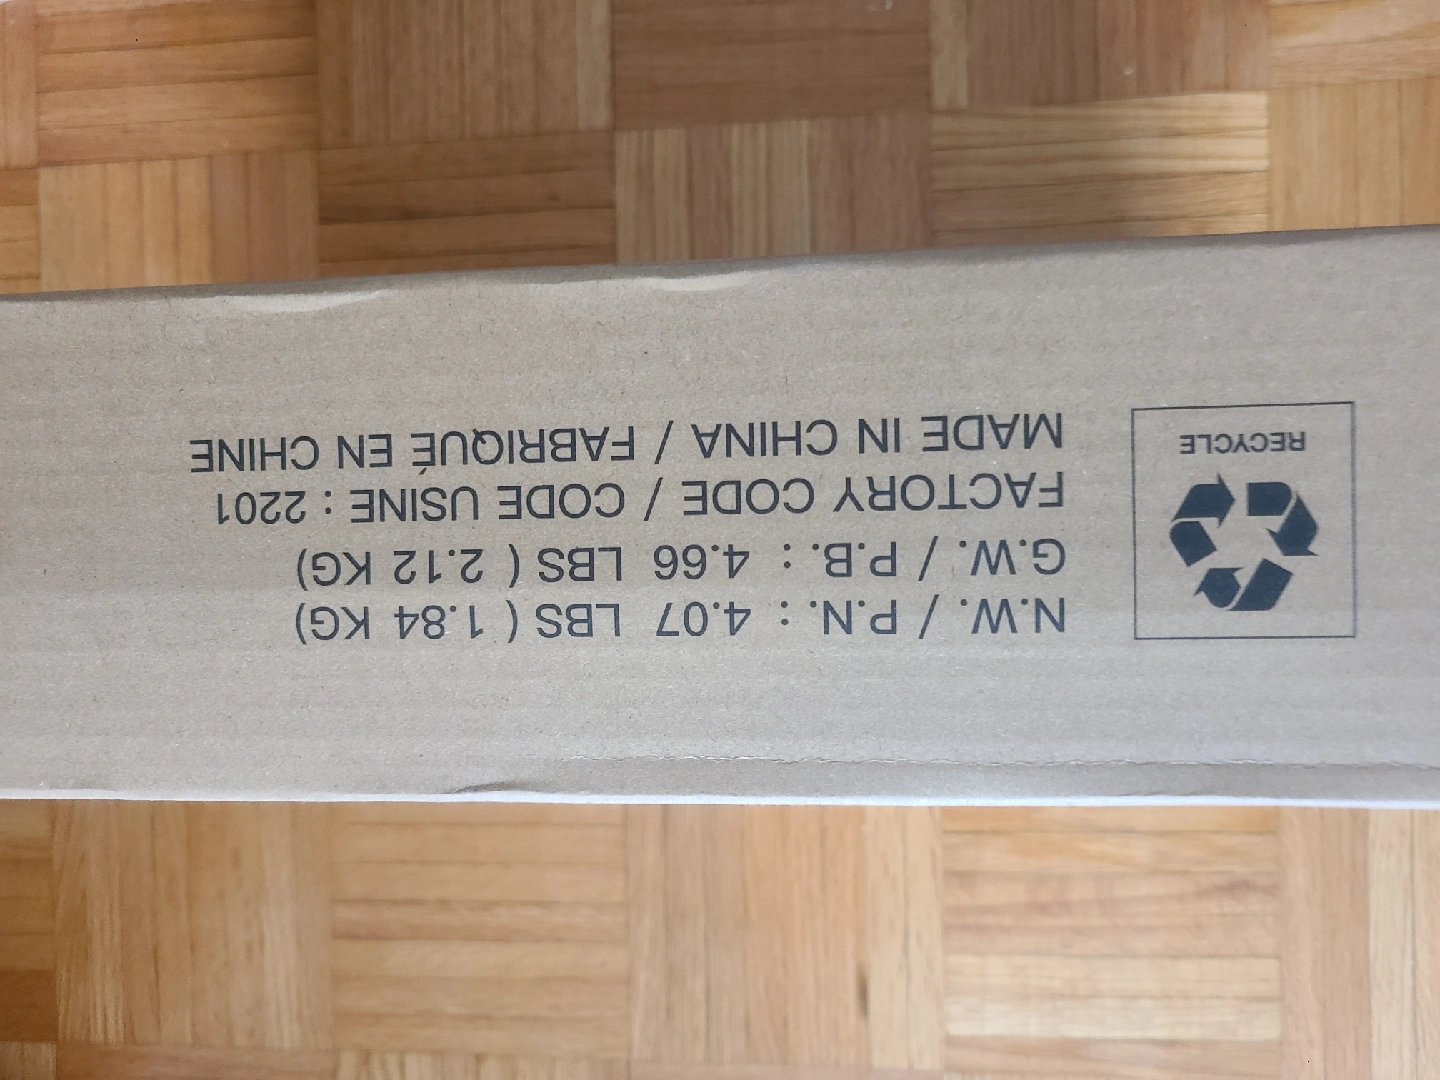 RECYCLE
MADE IN CHINA / FABRIQUÉ EN CHINE
FACTORY CODE / CODE USINE : 2201
G.W. / P.B. : 4.66 LBS ( 2.12 KG)
N.W. / P.N. : 4.07 LBS ( 1.84 KG)